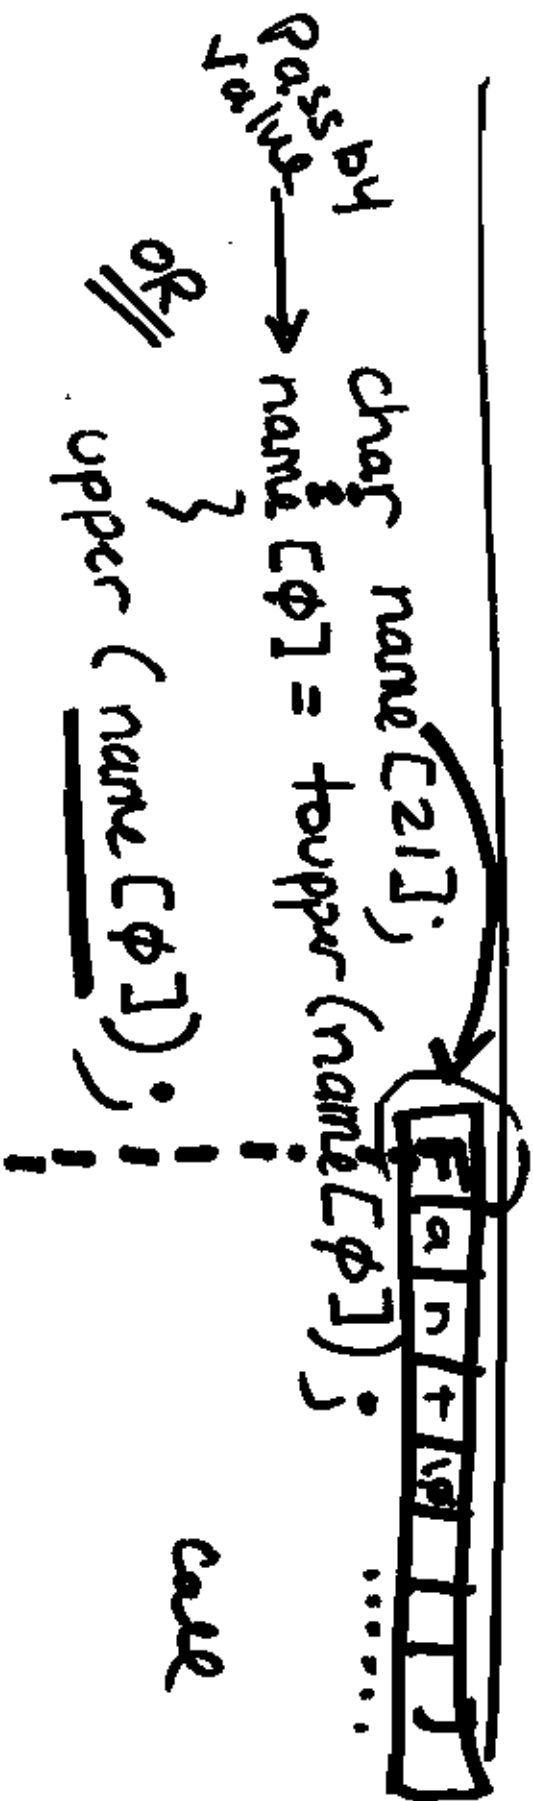 char name[21];
F a n t \φ
pass by
value → name[φ] = toupper(name[φ]);
}
OR
upper(name[φ]);
Call